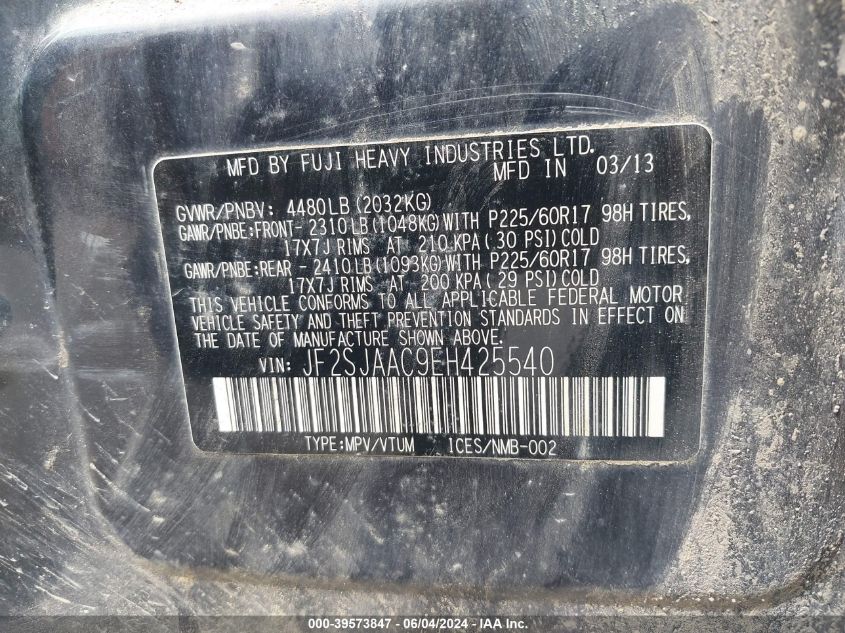 MFD BY FUJI HEAVY INDUSTRIES LTD.
MFD IN 03/13
GVWR/PNBV: 4480LB(2032KG)
GAWR/PNBE:FRONT- 2310LB(1048KG)WITH P225/60R17 98H TIRES,
17X7J RIMS AT 210 KPA( 30 PSI)COLD
GAWR/PNBE:REAR - 2410LB(1093KG)WITH P225/60R17 98H TIRES,
17X7J RIMS AT 200 KPA( 29 PSI)COLD
THIS VEHICLE CONFORMS TO ALL APPLICABLE FEDERAL MOTOR
VEHICLE SAFETY AND THEFT PREVENTION STANDARDS IN EFFECT ON
THE DATE OF MANUFACTURE SHOWN ABOVE.
VIN: JF2SJAAC9EH425540
TYPE:MPV/VTUM ICES/NMB-002
000-39573847 - 06/04/2024 - IAA, Inc.